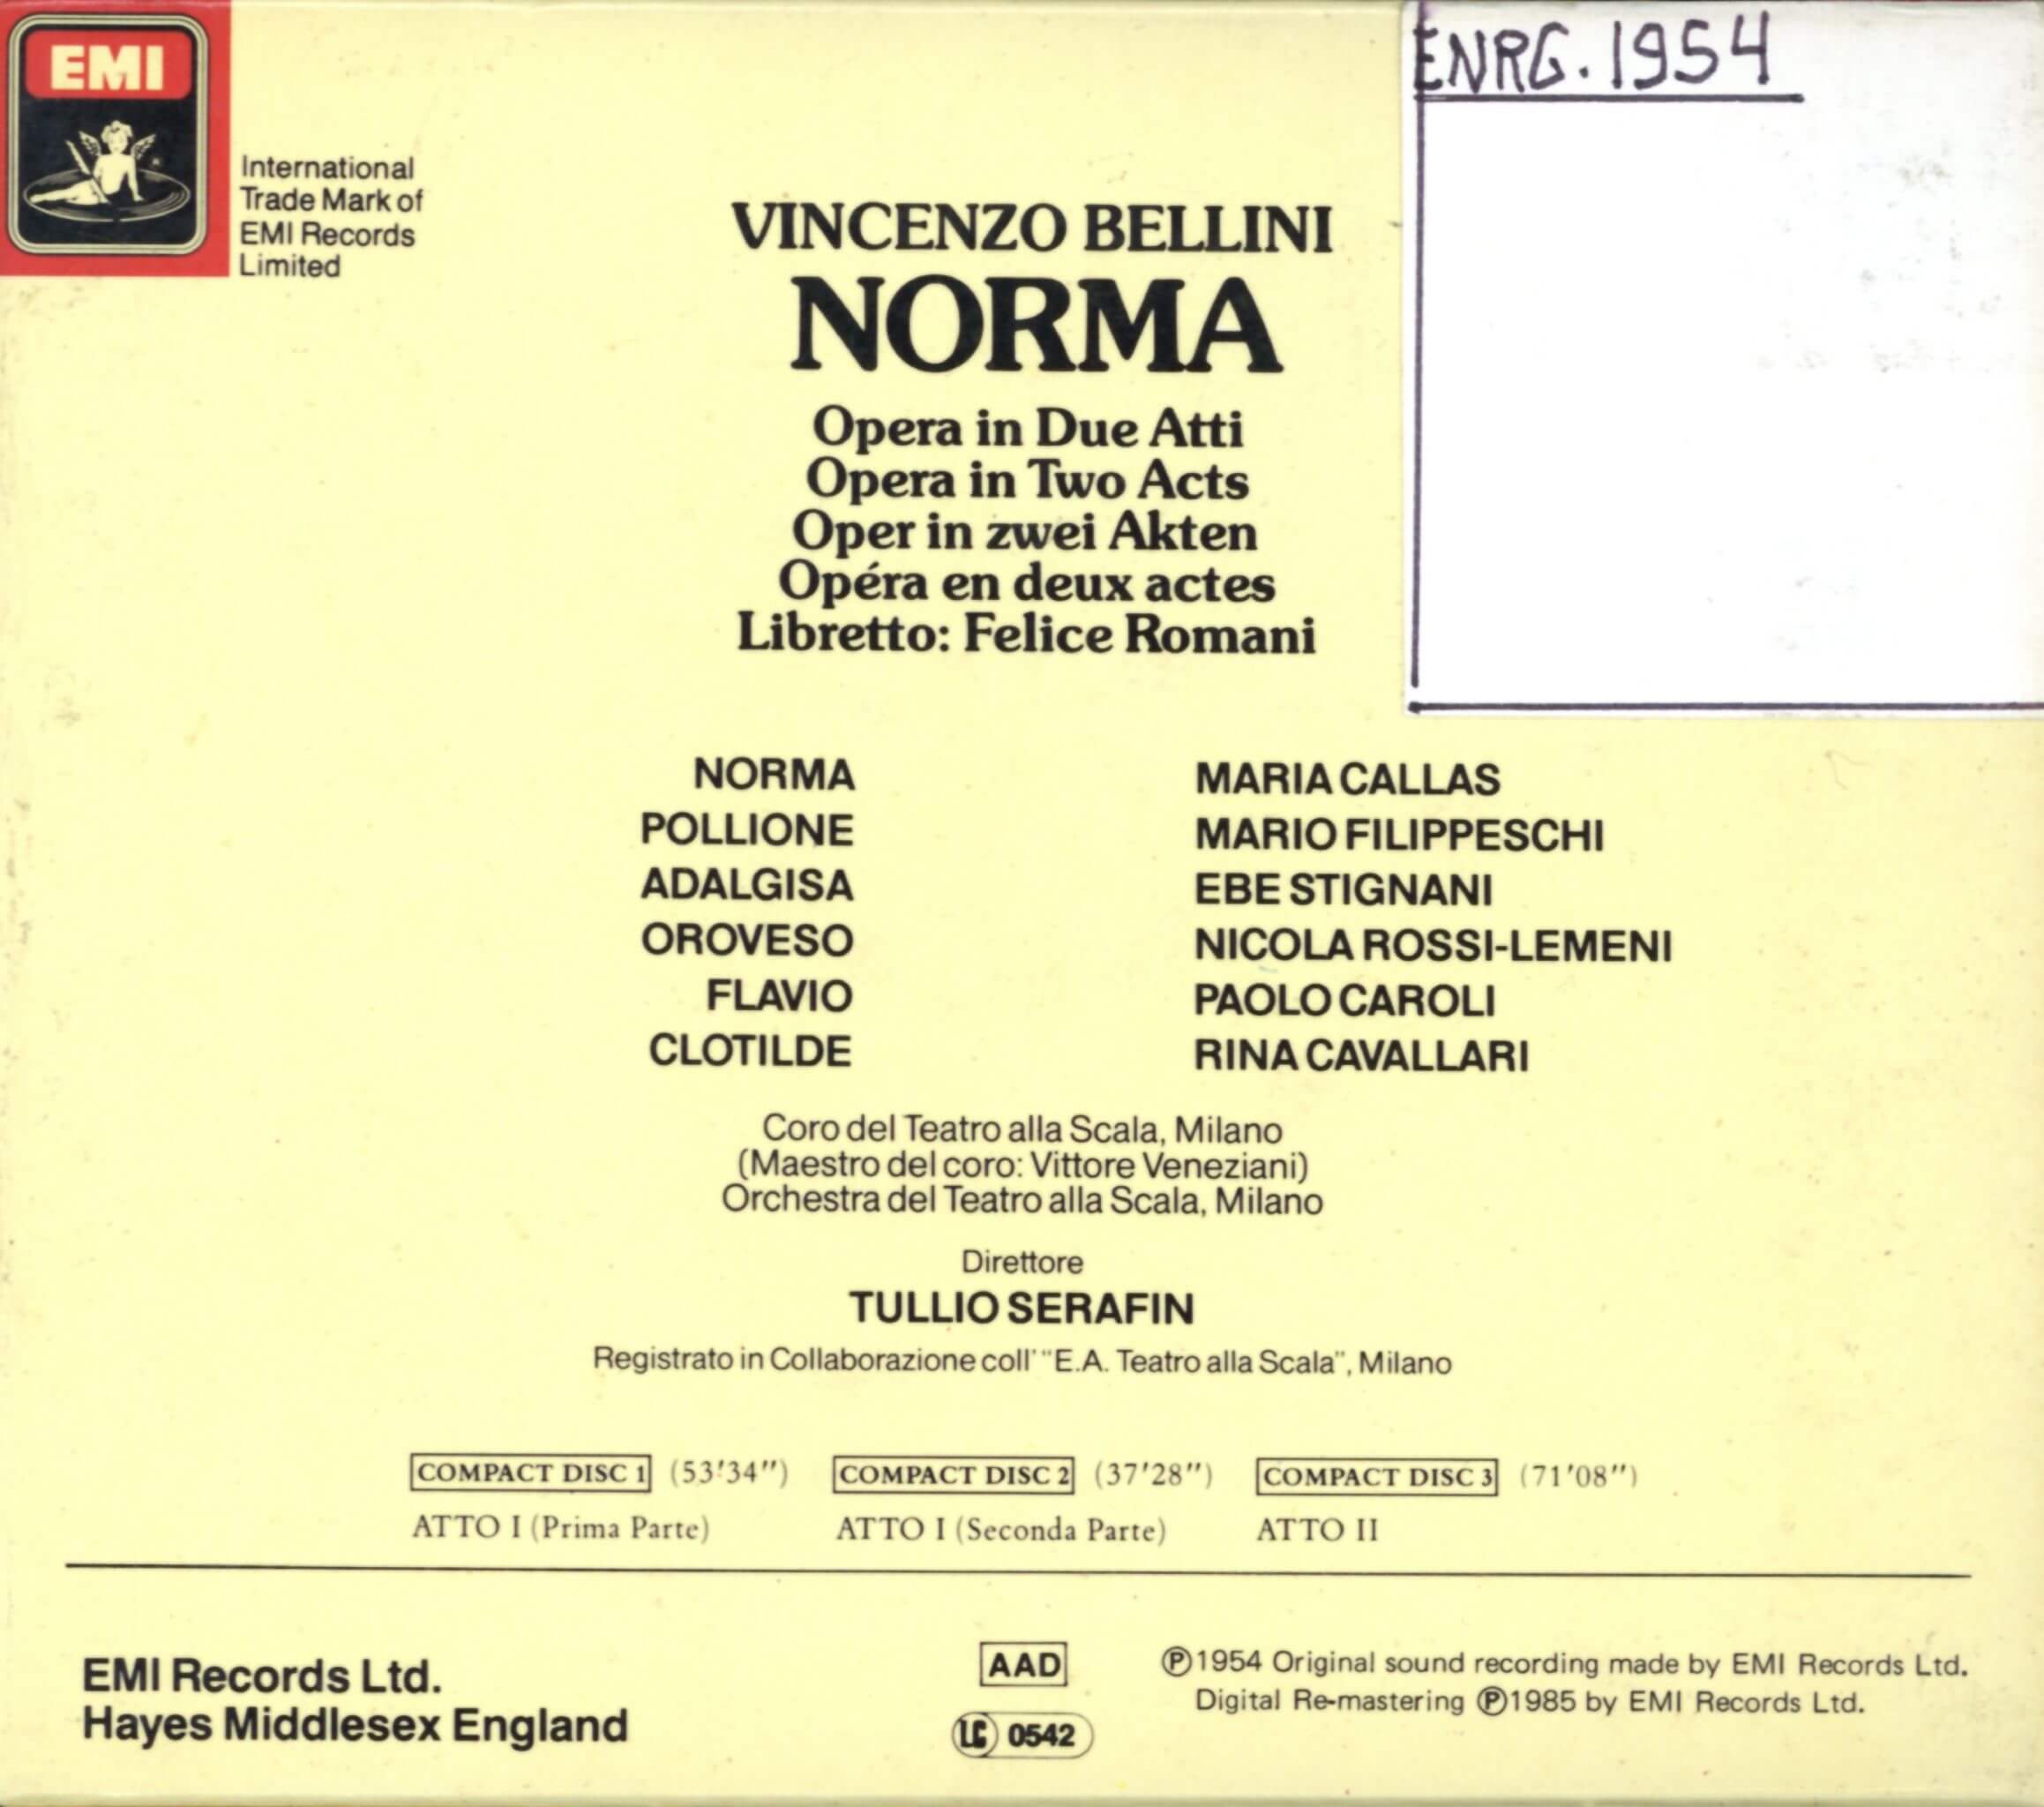 EMI
International
Trade Mark of
EMI Records
Limited
ENRG. 1954
VINCENZO BELLINI
NORMA
Opera in Due Atti
Opera in Two Acts
Oper in zwei Akten
Opéra en deux actes
Libretto: Felice Romani
NORMA MARIA CALLAS
POLLIONE MARIO FILIPPESCHI
ADALGISA EBE STIGNANI
OROVESO NICOLA ROSSI-LEMENI
FLAVIO PAOLO CAROLI
CLOTILDE RINA CAVALLARI
Coro del Teatro alla Scala, Milano
(Maestro del coro: Vittore Veneziani)
Orchestra del Teatro alla Scala, Milano
Direttore
TULLIO SERAFIN
Registrato in Collaborazione coll' "E.A. Teatro alla Scala", Milano
COMPACT DISC 1 (53'34") COMPACT DISC 2 (37'28") COMPACT DISC 3 (71'08")
ATTO I (Prima Parte) ATTO I (Seconda Parte) ATTO II
EMI Records Ltd.
Hayes Middlesex England
AAD
LC 0542
℗1954 Original sound recording made by EMI Records Ltd.
Digital Re-mastering ℗1985 by EMI Records Ltd.